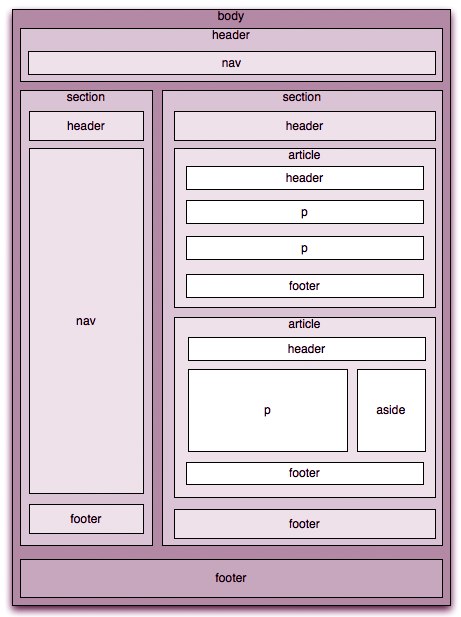 body
header
nav
section
header
nav
footer
section
header
article
header
p
p
footer
article
header
p
aside
footer
footer
footer